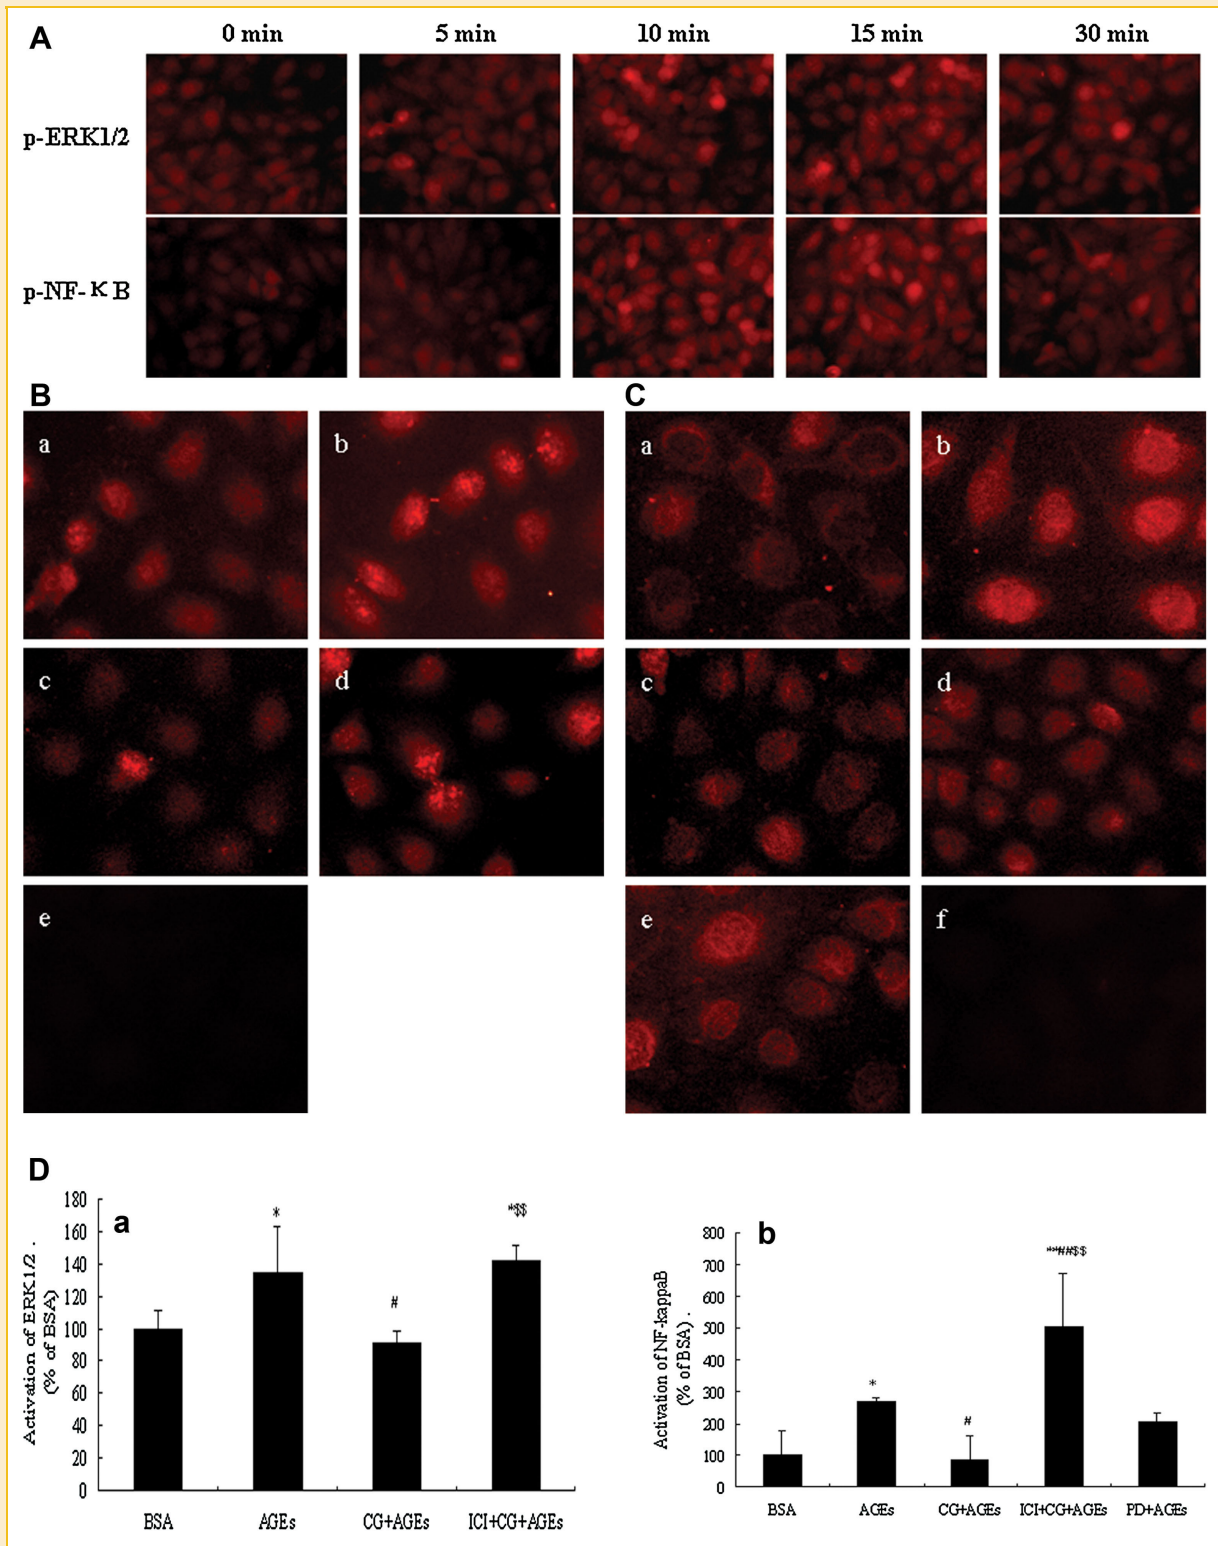 A
0 min 5 min 10 min 15 min 30 min
p-ERK1/2
p-NF-κB
B
C
a
b
a
b
c
d
c
d
e
e
f
D
a
Activation of ERK1/2 .
(% of BSA)
180
160
140
120
100
80
60
40
20
0
*
#
*$$
BSA AGEs CG+AGEs ICI+CG+AGEs
b
Activation of NF-kappaB
(% of BSA) .
800
700
600
500
400
300
200
100
0
*
#
**##$$
BSA AGEs CG+AGEs ICI+CG+AGEs PD+AGEs